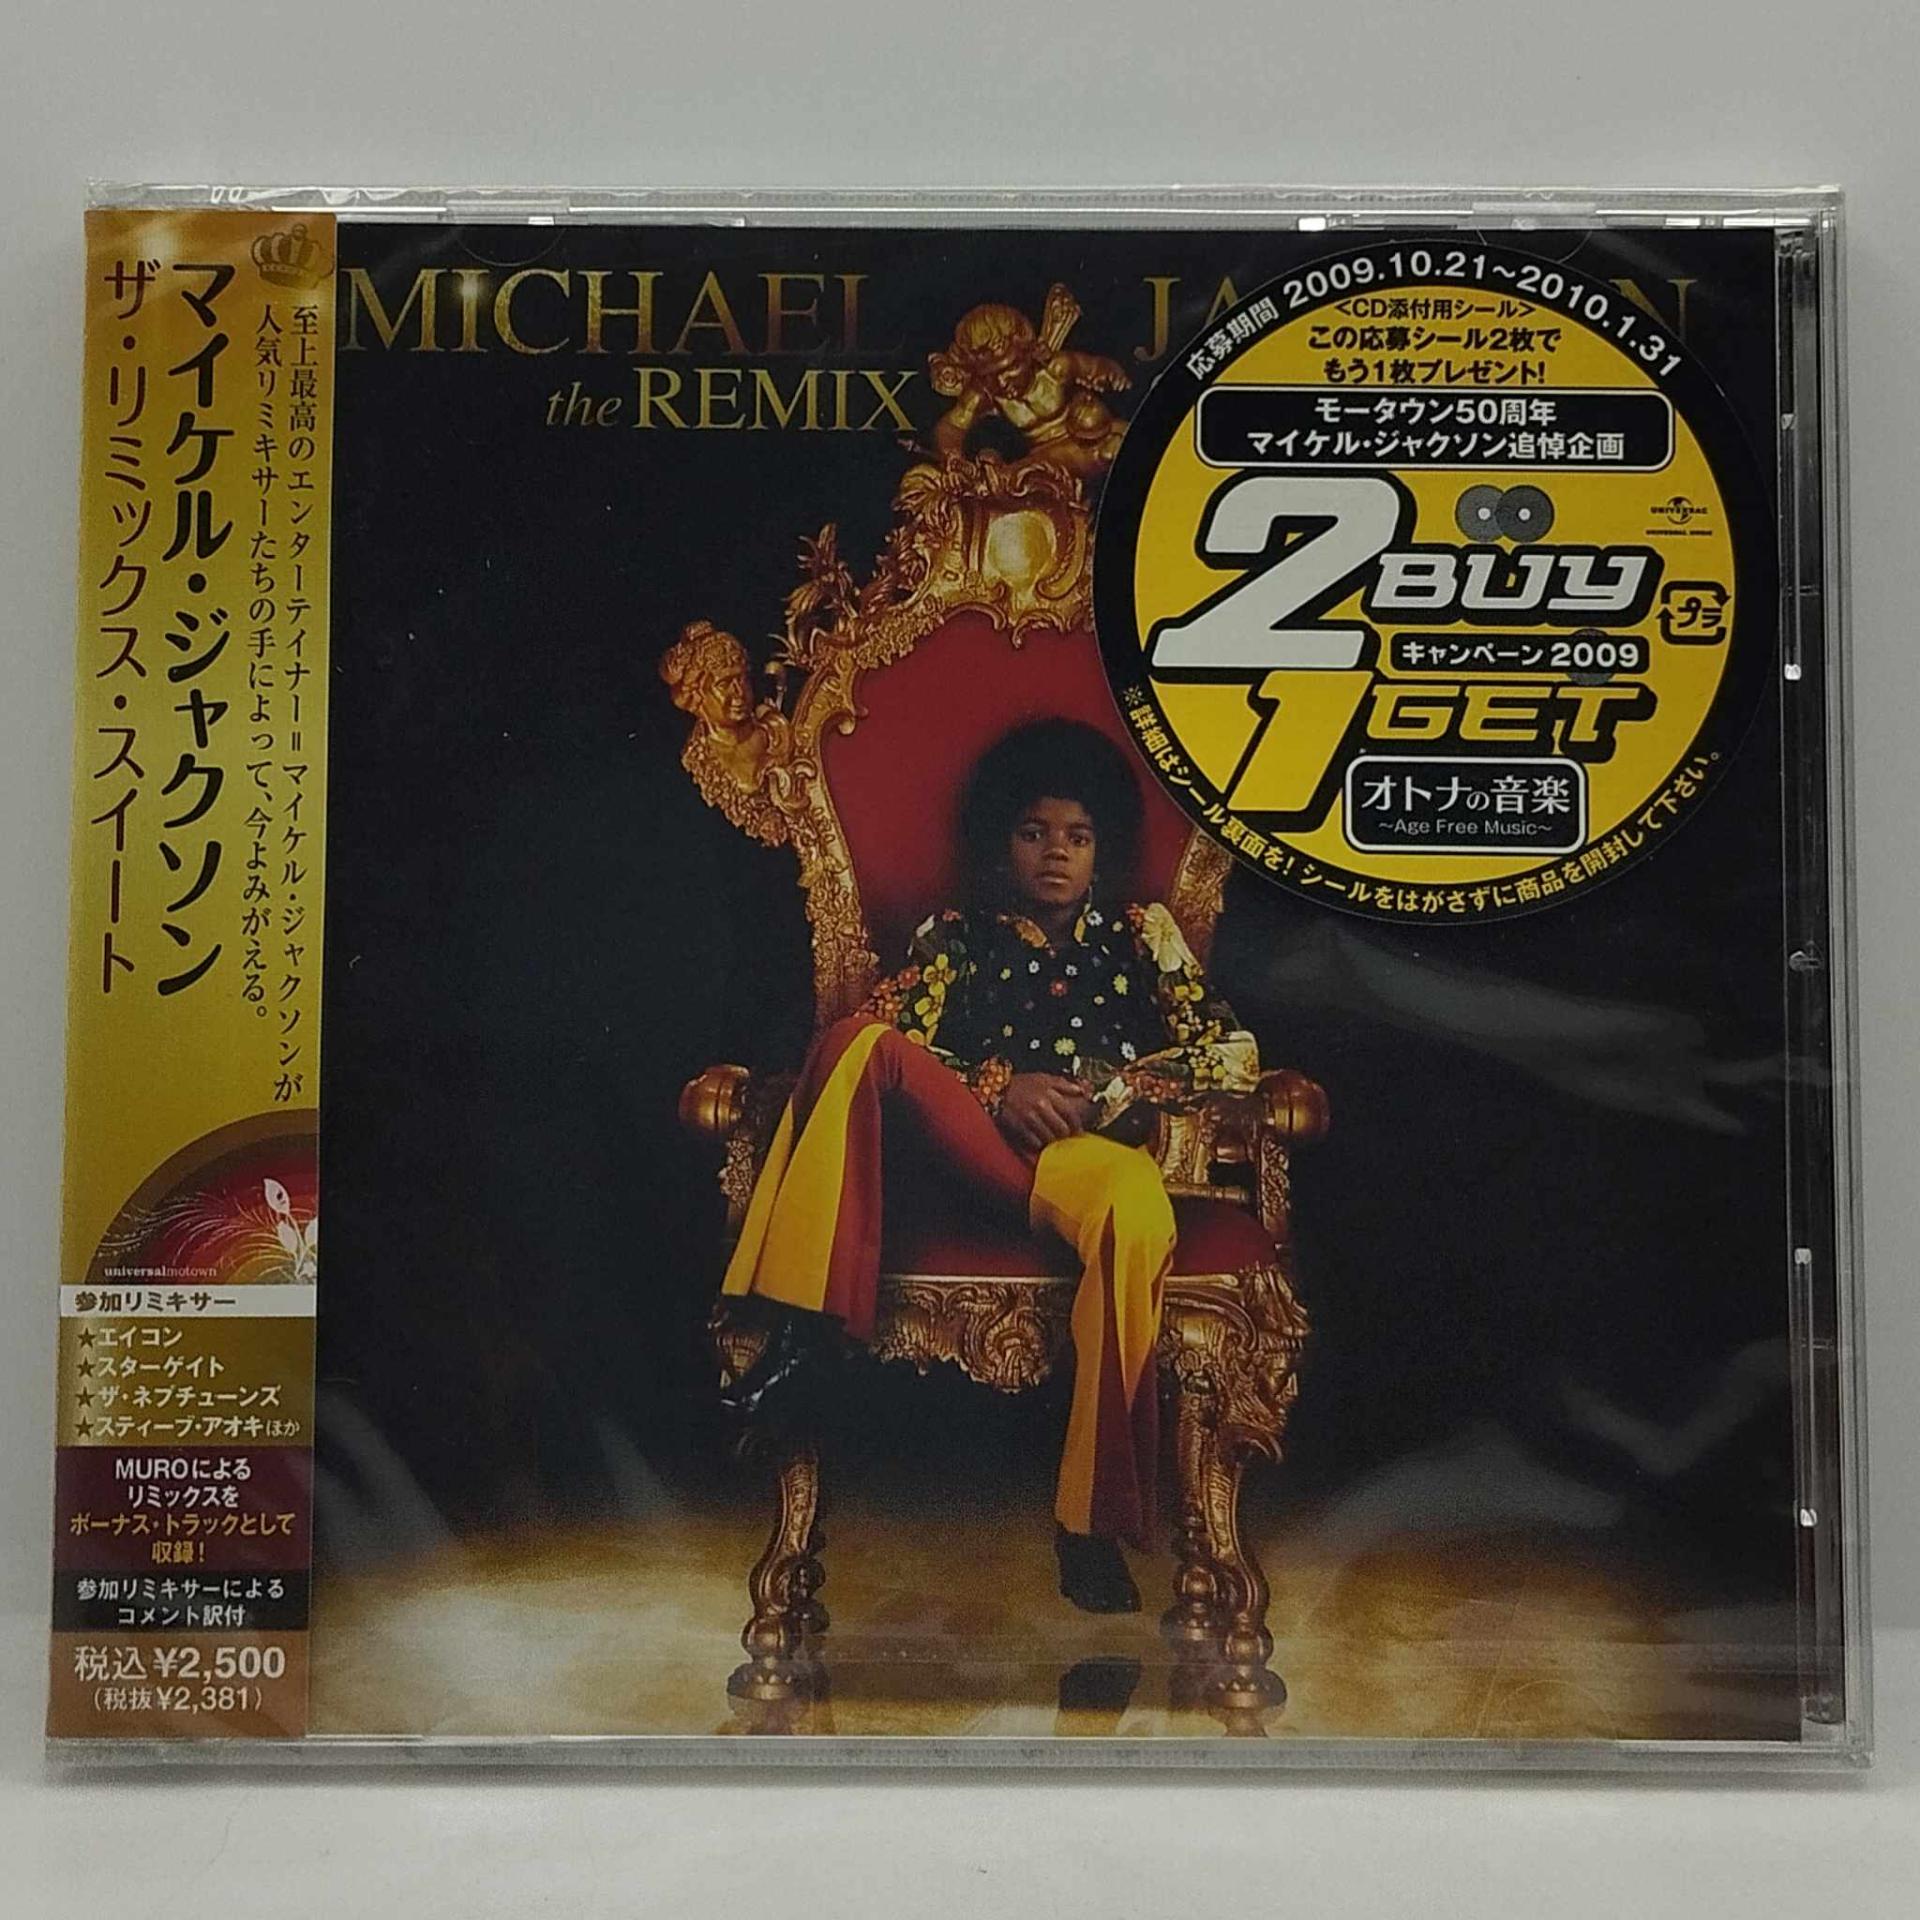 マイケル・ジャクソン
ザ・リミックス・スイート
至上最高のエンターテイナー=マイケル・ジャクソンが
人気リミキサーたちの手によって、今よみがえる。
universalmotown
参加リミキサー
★エイコン
★スターゲイト
★ザ・ネプチューンズ
★スティーブ・アオキ ほか
MUROによる
リミックスを
ボーナス・トラックとして
収録!
参加リミキサーによる
コメント訳付
税込¥2,500
(税抜¥2,381)
MICHAEL JA N
the REMIX
応募期間 2009.10.21~2010.1.31
<CD添付用シール>
この応募シール2枚で
もう1枚プレゼント!
モータウン50周年
マイケル・ジャクソン追悼企画
UNIVERSAL
UNIVERSAL MUSIC
2BUY
プラ
キャンペーン2009
1GET
オトナの音楽
~Age Free Music~
※詳細はシール裏面を!シールをはがさずに商品を開封して下さい。